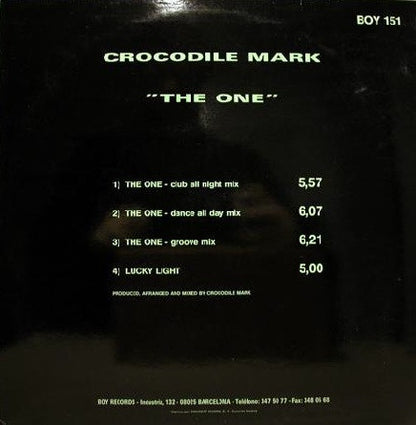 BOY 151
CROCODILE MARK
"THE ONE"
1) THE ONE - club all night mix 5,57
2) THE ONE - dance all day mix 6,07
3) THE ONE - groove mix 6,21
4) LUCKY LIGHT 5,00
PRODUCED, ARRANGED AND MIXED BY CROCODILE MARK
BOY RECORDS - Industria, 132 - 08025 BARCELONA - Teléfono: 347 50 77 - Fax: 348 06 68